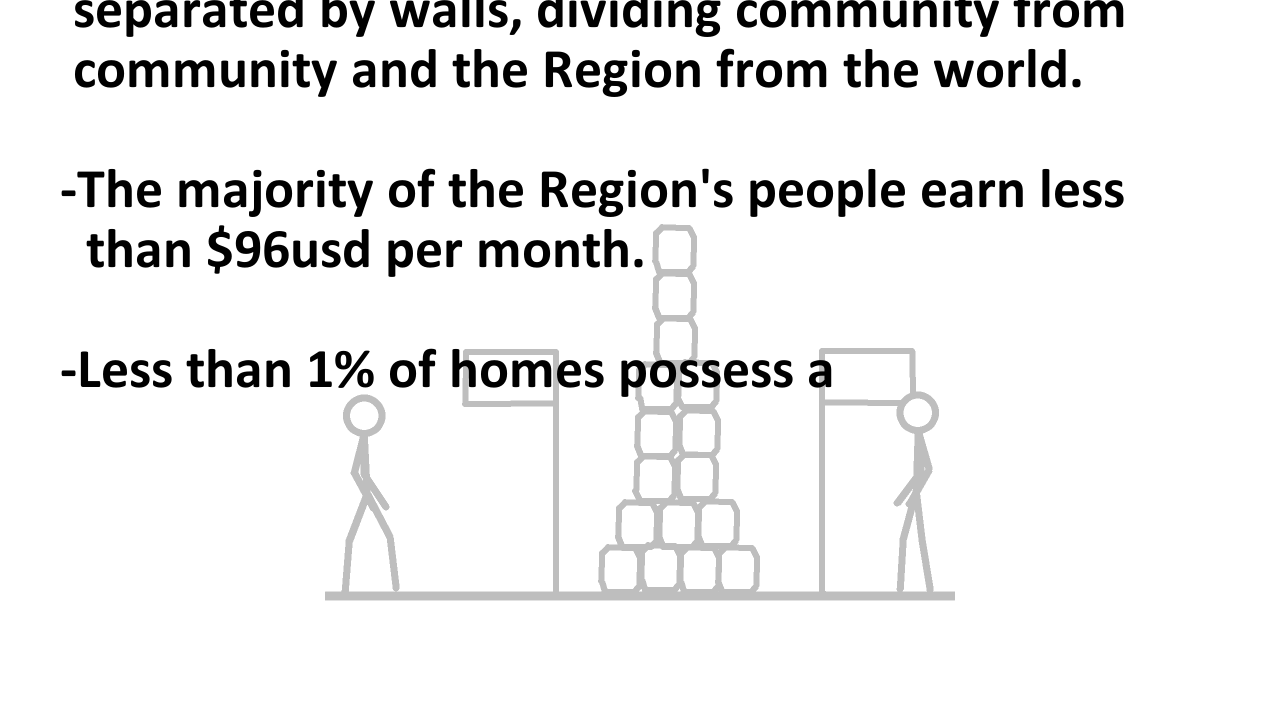 separated by walls, dividing community from
community and the Region from the world.
-The majority of the Region's people earn less
than $96usd per month.
-Less than 1% of homes possess a